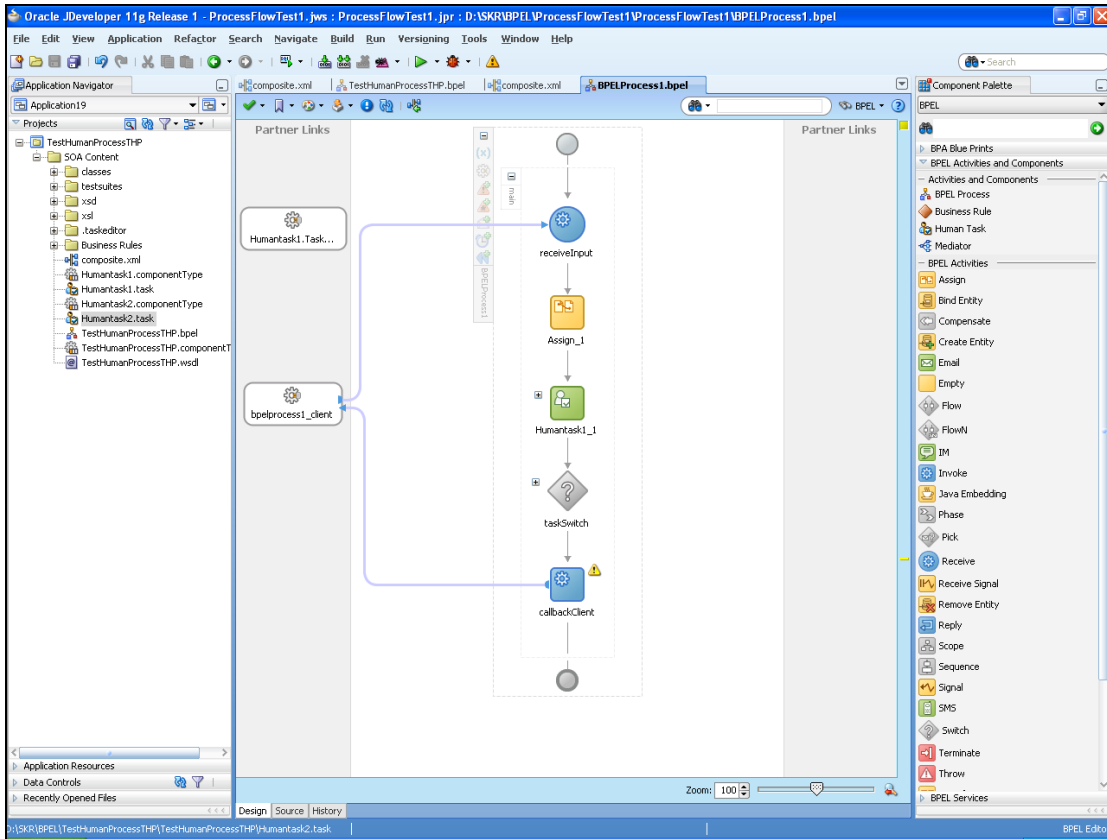 Oracle JDeveloper 11g Release 1 - ProcessFlowTest1.jws : ProcessFlowTest1.jpr : D:\SKR\BPEL\ProcessFlowTest1\ProcessFlowTest1\BPELProcess1.bpel
File Edit View Application Refactor Search Navigate Build Run Versioning Tools Window Help
Search
Application Navigator
Application19
Projects
TestHumanProcessTHP
SOA Content
classes
testsuites
xsd
xsl
.taskeditor
Business Rules
composite.xml
Humantask1.componentType
Humantask1.task
Humantask2.componentType
Humantask2.task
TestHumanProcessTHP.bpel
TestHumanProcessTHP.componentT
TestHumanProcessTHP.wsdl
Application Resources
Data Controls
Recently Opened Files
composite.xml TestHumanProcessTHP.bpel composite.xml BPELProcess1.bpel
BPEL
Partner Links
Partner Links
Humantask1.Task...
bpelprocess1_client
(x)
BPELProcess1
main
receiveInput
Assign_1
Humantask1_1
?
taskSwitch
callbackClient
Zoom: 100
Design Source History
Component Palette
BPEL
BPA Blue Prints
BPEL Activities and Components
Activities and Components
BPEL Process
Business Rule
Human Task
Mediator
BPEL Activities
Assign
Bind Entity
Compensate
Create Entity
Email
Empty
Flow
FlowN
IM
Invoke
Java Embedding
Phase
Pick
Receive
Receive Signal
Remove Entity
Reply
Scope
Sequence
Signal
SMS
Switch
Terminate
Throw
BPEL Services
D:\SKR\BPEL\TestHumanProcessTHP\TestHumanProcessTHP\Humantask2.task
BPEL Edito